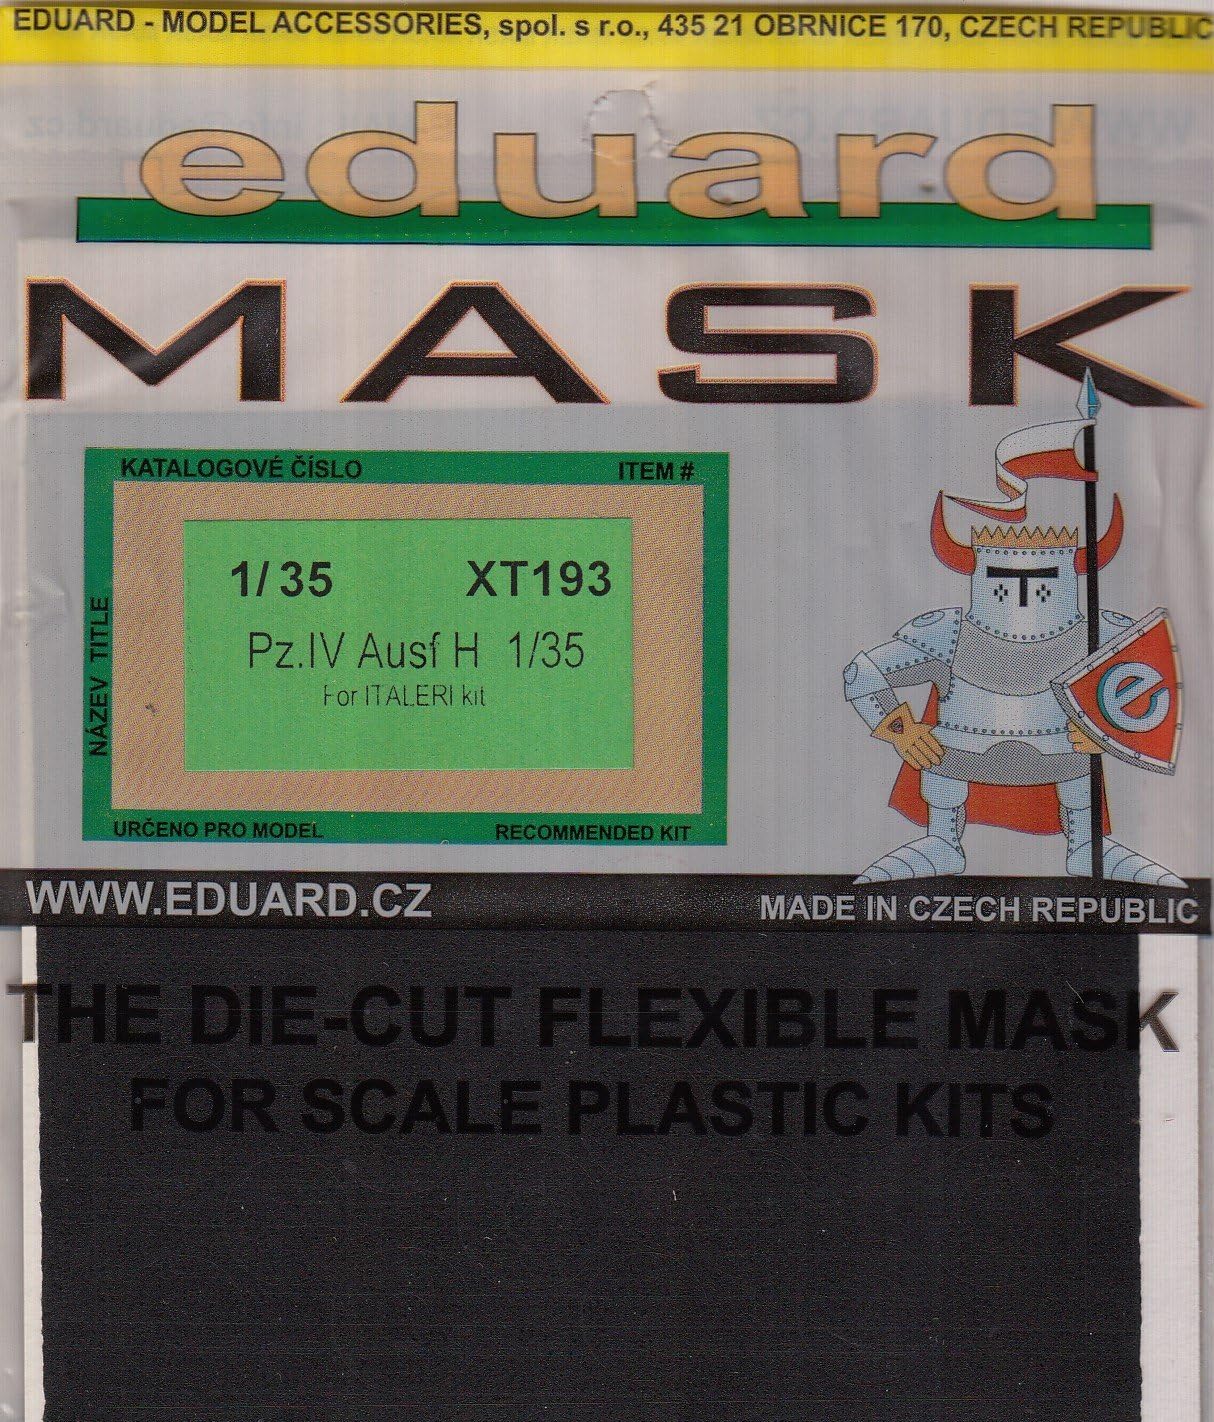 EDUARD - MODEL ACCESSORIES, spol. s r.o., 435 21 OBRNICE 170, CZECH REPUBLIC
eduard
MASK
KATALOGOVÉ ČÍSLO ITEM #
NÁZEV TITLE
1/35 XT193
Pz.IV Ausf H 1/35
For ITALERI kit
URČENO PRO MODEL RECOMMENDED KIT
e
WWW.EDUARD.CZ MADE IN CZECH REPUBLIC
THE DIE-CUT FLEXIBLE MASK
FOR SCALE PLASTIC KITS